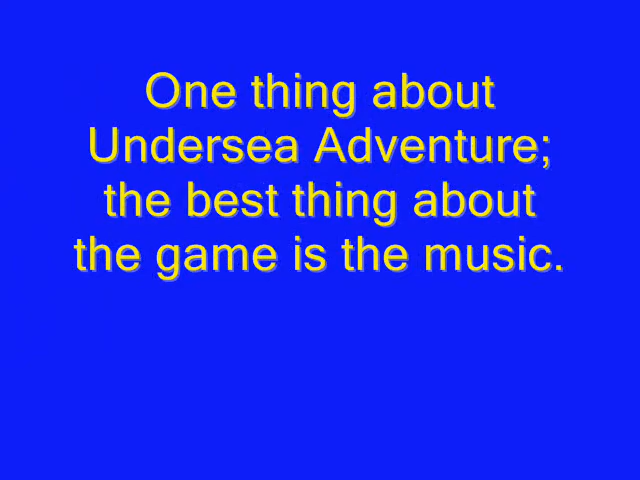 One thing about
Undersea Adventure;
the best thing about
the game is the music.